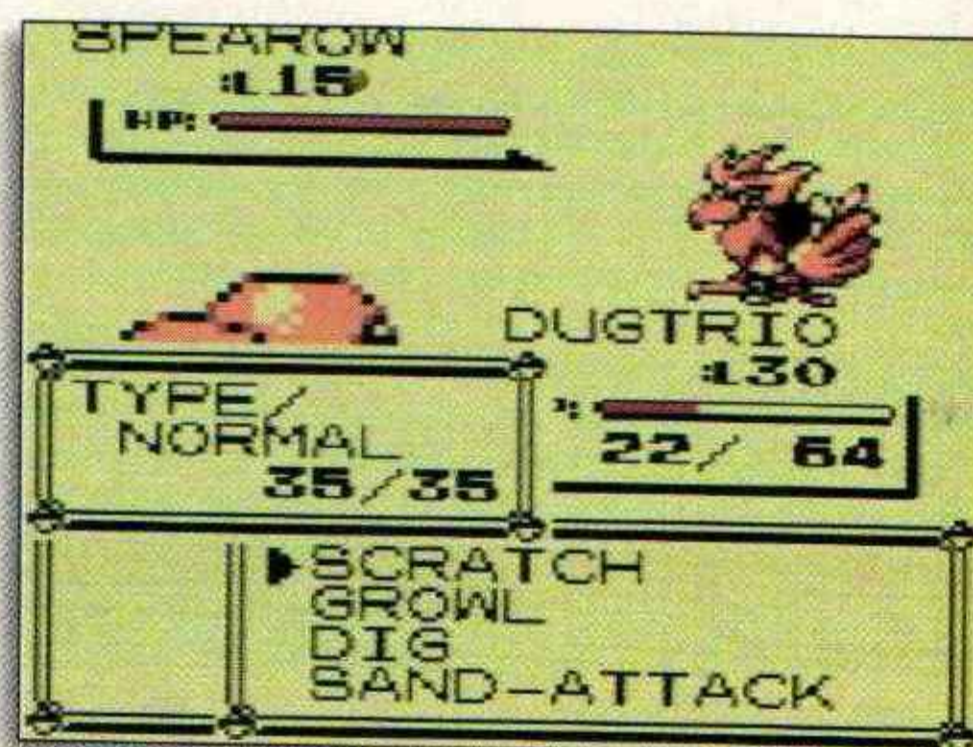 SPEAROW
:L15
HP:
DUGTRIO
:L30
22/ 64
TYPE/
NORMAL
35/35
SCRATCH
GROWL
DIG
SAND-ATTACK